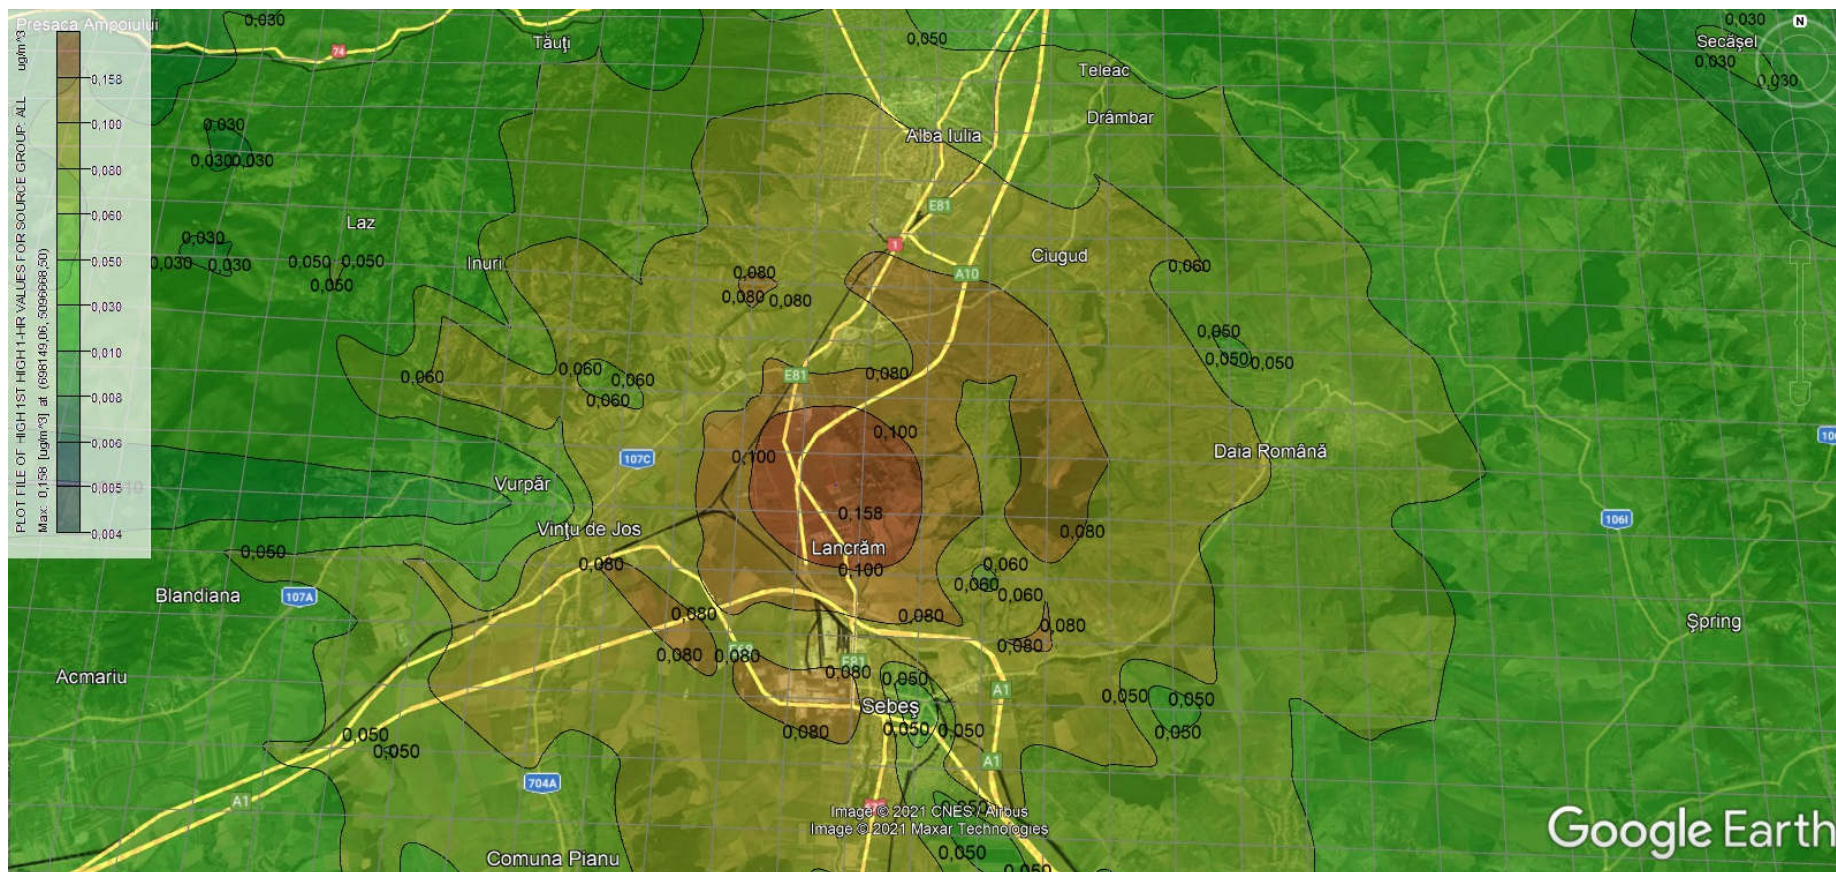 Presaca Ampoiului
ug/m^3
PLOT FILE OF HIGH 1ST HIGH 1-HR VALUES FOR SOURCE GROUP: ALL
Max: 0,158 [ug/m^3] at (698149,06, 5096668,50)
0,158
0,100
0,080
0,060
0,050
0,030
0,010
0,008
0,006
0,005
0,004
0,030
74
Tăuţi
0,050
Teleac
0,030
N
Secăşel
0,030
0,030
Drâmbar
Alba Iulia
0,030
0,030
0,030
E81
Laz
1
0,030
0,030
0,030
0,050
0,050
0,050
Inuri
Ciugud
A10
0,060
0,080
0,080
0,080
0,050
0,050
0,050
0,060
0,060
0,060
0,060
E81
0,080
0,100
0,100
107C
Daia Română
Vurpăr
0,158
106I
Vinţu de Jos
0,080
Lancrăm
0,050
0,080
0,100
0,060
0,060
0,060
Blandiana
107A
0,080
0,080
0,080
0,080
Şpring
0,080
0,080
E81
0,080
Acmariu
0,050
A1
0,050
0,050
0,050
Sebeş
0,050
0,050
0,080
0,050
0,050
A1
704A
A1
0,050
Image © 2021 CNES / Airbus
Image © 2021 Maxar Technologies
Google Earth
0,050
Comuna Pianu
0,050